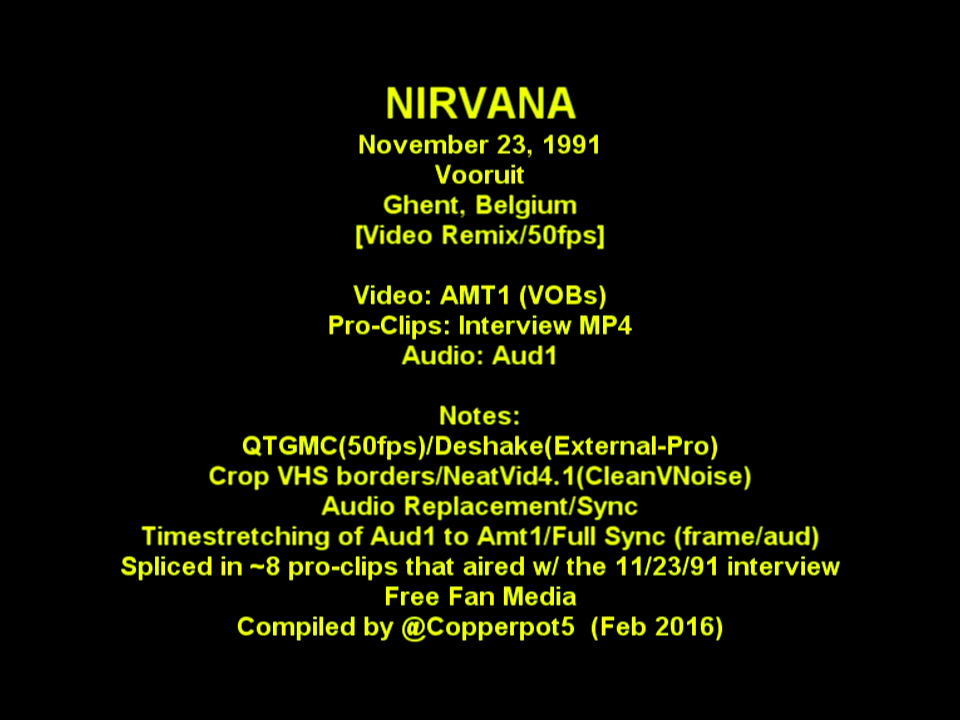 NIRVANA
November 23, 1991
Vooruit
Ghent, Belgium
[Video Remix/50fps]
Video: AMT1 (VOBs)
Pro-Clips: Interview MP4
Audio: Aud1
Notes:
QTGMC(50fps)/Deshake(External-Pro)
Crop VHS borders/NeatVid4.1(CleanVNoise)
Audio Replacement/Sync
Timestretching of Aud1 to Amt1/Full Sync (frame/aud)
Spliced in ~8 pro-clips that aired w/ the 11/23/91 interview
Free Fan Media
Compiled by @Copperpot5 (Feb 2016)